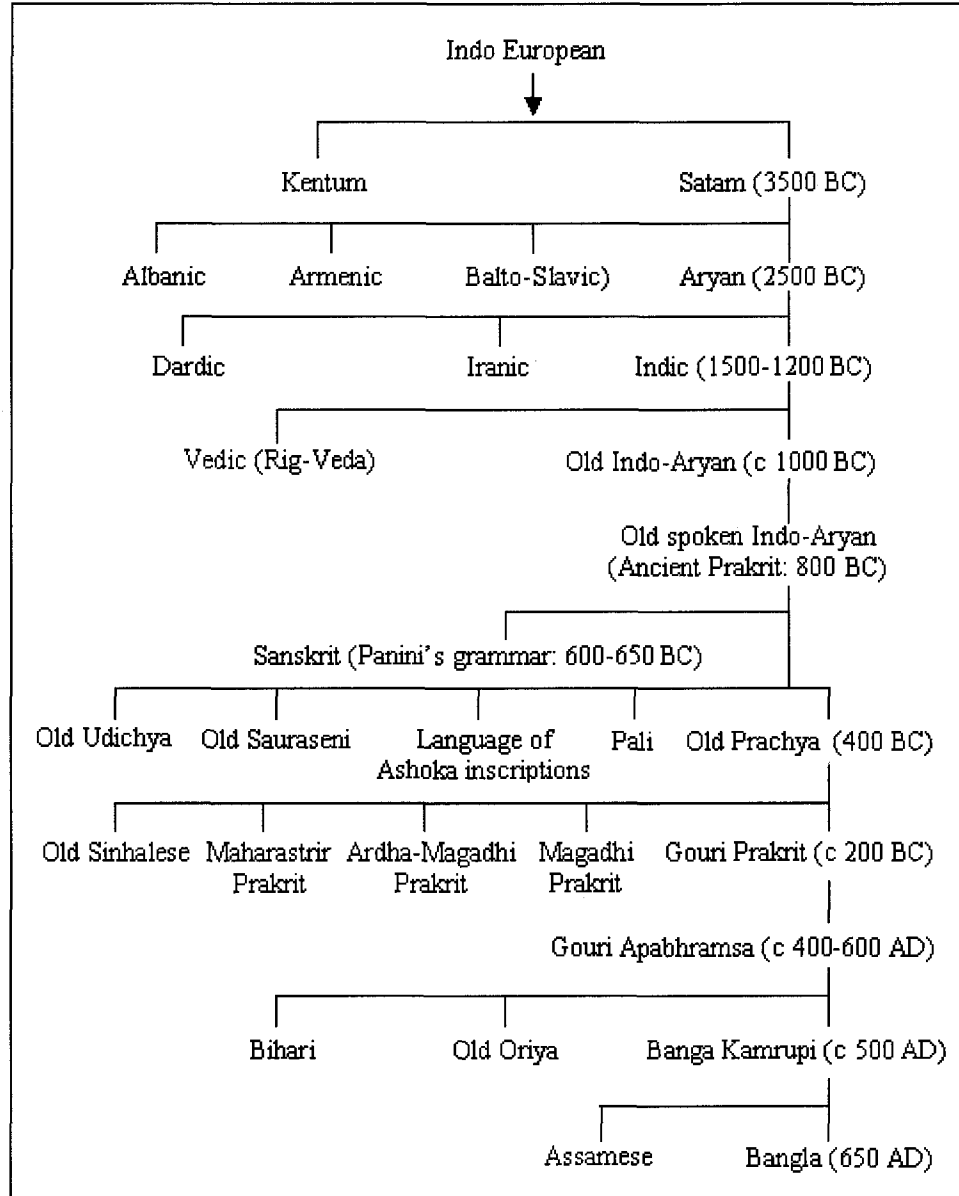 Indo European
Kentum Satam (3500 BC)
Albanic Armenic Balto-Slavic) Aryan (2500 BC)
Dardic Iranic Indic (1500-1200 BC)
Vedic (Rig-Veda) Old Indo-Aryan (c 1000 BC)
Old spoken Indo-Aryan
(Ancient Prakrit: 800 BC)
Sanskrit (Panini's grammar: 600-650 BC)
Old Udichya Old Sauraseni Language of Pali Old Prachya (400 BC)
Ashoka inscriptions
Old Sinhalese Maharastrir Ardha-Magadhi Magadhi Gouri Prakrit (c 200 BC)
Prakrit Prakrit Prakrit
Gouri Apabhramsa (c 400-600 AD)
Bihari Old Oriya Banga Kamrupi (c 500 AD)
Assamese Bangla (650 AD)